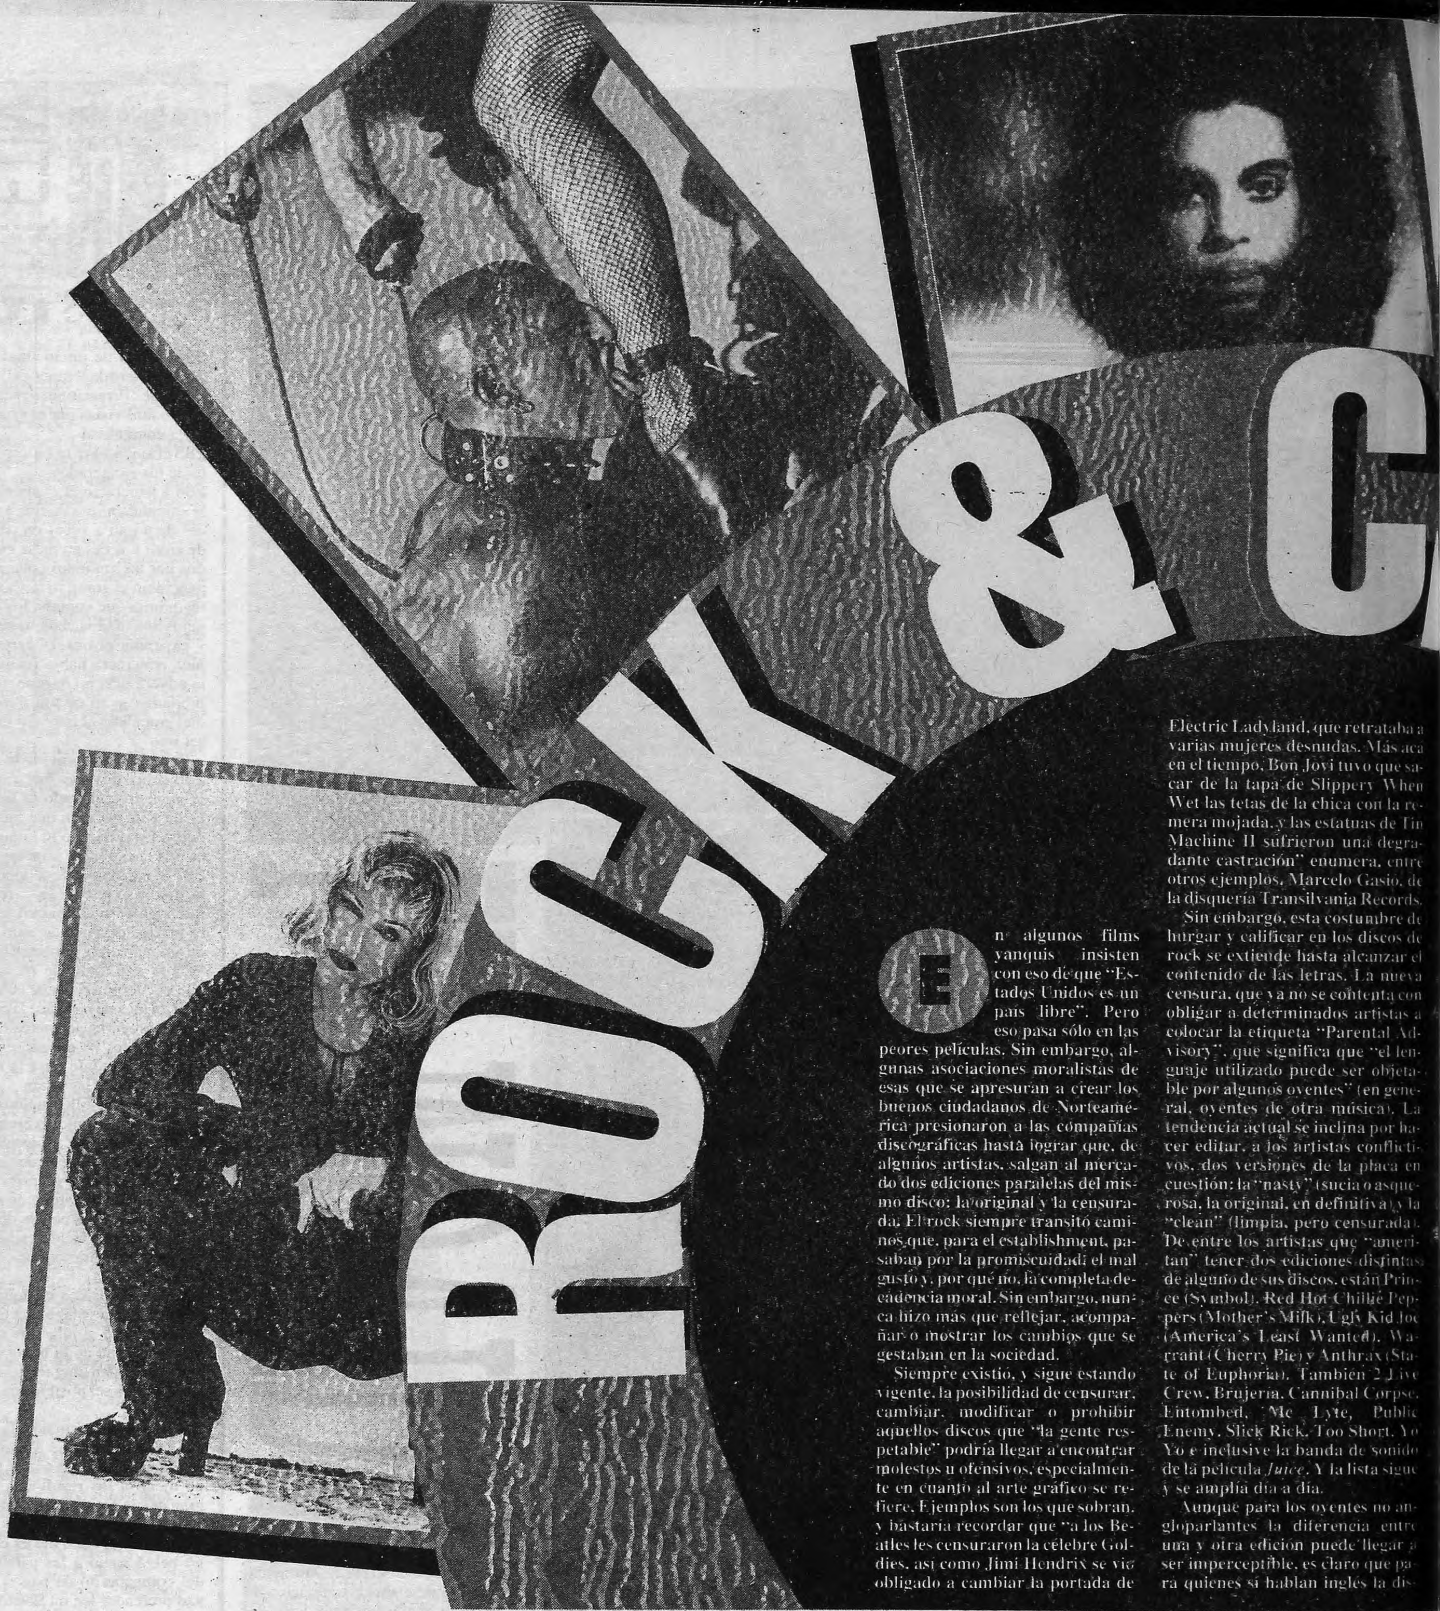 ROCK & C
En algunos films
yanquis insisten
con eso de que "Es-
tados Unidos es un
país libre". Pero
eso pasa sólo en las
peores películas. Sin embargo, al-
gunas asociaciones moralistas de
esas que se apresuran a crear los
buenos ciudadanos de Norteamé-
rica presionaron a las compañías
discográficas hasta lograr que, de
algunos artistas, salgan al merca-
do dos ediciones paralelas del mis-
mo disco: la original y la censura-
da. El rock siempre transitó cami-
nos que, para el establishment, pa-
saban por la promiscuidad, el mal
gusto y, por qué no, la completa de-
cadencia moral. Sin embargo, nun-
ca hizo más que reflejar, acompa-
ñar o mostrar los cambios que se
gestaban en la sociedad.
Siempre existió, y sigue estando
vigente, la posibilidad de censurar,
cambiar, modificar o prohibir
aquellos discos que "la gente res-
petable" podría llegar a encontrar
molestos u ofensivos, especialmen-
te en cuanto al arte gráfico se re-
fiere. Ejemplos son los que sobran,
y bastaría recordar que "a los Be-
atles les censuraron la célebre Gol-
dies, así como Jimi Hendrix se vio
obligado a cambiar la portada de
Electric Ladyland, que retrataba a
varias mujeres desnudas. Más acá
en el tiempo, Bon Jovi tuvo que sa-
car de la tapa de Slippery When
Wet las tetas de la chica con la re-
mera mojada, y las estatuas de Tin
Machine II sufrieron una degra-
dante castración" enumera, entre
otros ejemplos, Marcelo Gasió, de
la disquería Transilvania Records.
Sin embargo, esta costumbre de
hurgar y calificar en los discos de
rock se extiende hasta alcanzar el
contenido de las letras. La nueva
censura, que ya no se contenta con
obligar a determinados artistas a
colocar la etiqueta "Parental Ad-
visory", que significa que "el len-
guaje utilizado puede ser objeta-
ble por algunos oyentes" (en gene-
ral, oyentes de otra música). La
tendencia actual se inclina por ha-
cer editar, a los artistas conflicti-
vos, dos versiones de la placa en
cuestión: la "nasty" (sucia o asque-
rosa, la original, en definitiva) y la
"clean" (limpia, pero censurada).
De entre los artistas que "ameri-
tan" tener dos ediciones distintas
de alguno de sus discos, están Prin-
ce (Symbol), Red Hot Chillie Pep-
pers (Mother's Milk), Ugly Kid Joe
(America's Least Wanted), Wa-
rrant (Cherry Pie) y Anthrax (Sta-
te of Euphoria). También 2 Live
Crew, Brujería, Cannibal Corpse,
Entombed, Mc Lyte, Public
Enemy, Slick Rick, Too Short, Yo
Yo e inclusive la banda de sonido
de la película Juice. Y la lista sigue
y se amplía día a día.
Aunque para los oyentes no an-
gloparlantes la diferencia entre
una y otra edición puede llegar a
ser imperceptible, es claro que pa-
ra quienes sí hablan inglés la dis-